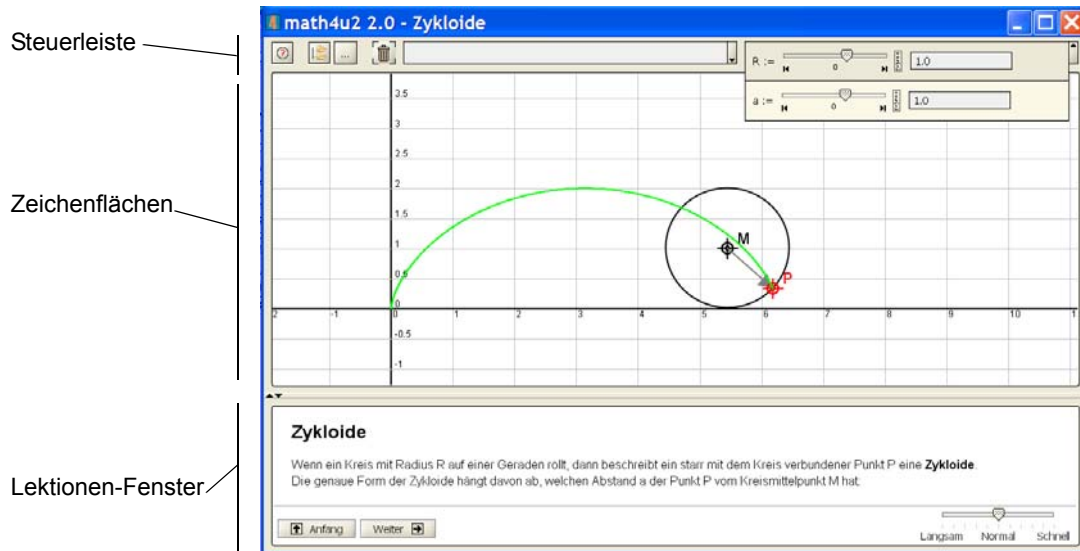 math4u2 2.0 - Zykloide
Steuerleiste
...
R :=
0
1.0
a :=
0
1.0
Zeichenflächen
3.5
3
2.5
2
1.5
1
0.5
0
-0.5
-1
M
P
2 -1 0 1 2 3 4 5 6 7 8 9 10 1
Lektionen-Fenster
Zykloide
Wenn ein Kreis mit Radius R auf einer Geraden rollt, dann beschreibt ein starr mit dem Kreis verbundener Punkt P eine Zykloide.
Die genaue Form der Zykloide hängt davon ab, welchen Abstand a der Punkt P vom Kreismittelpunkt M hat.
Anfang Weiter
Langsam Normal Schnell